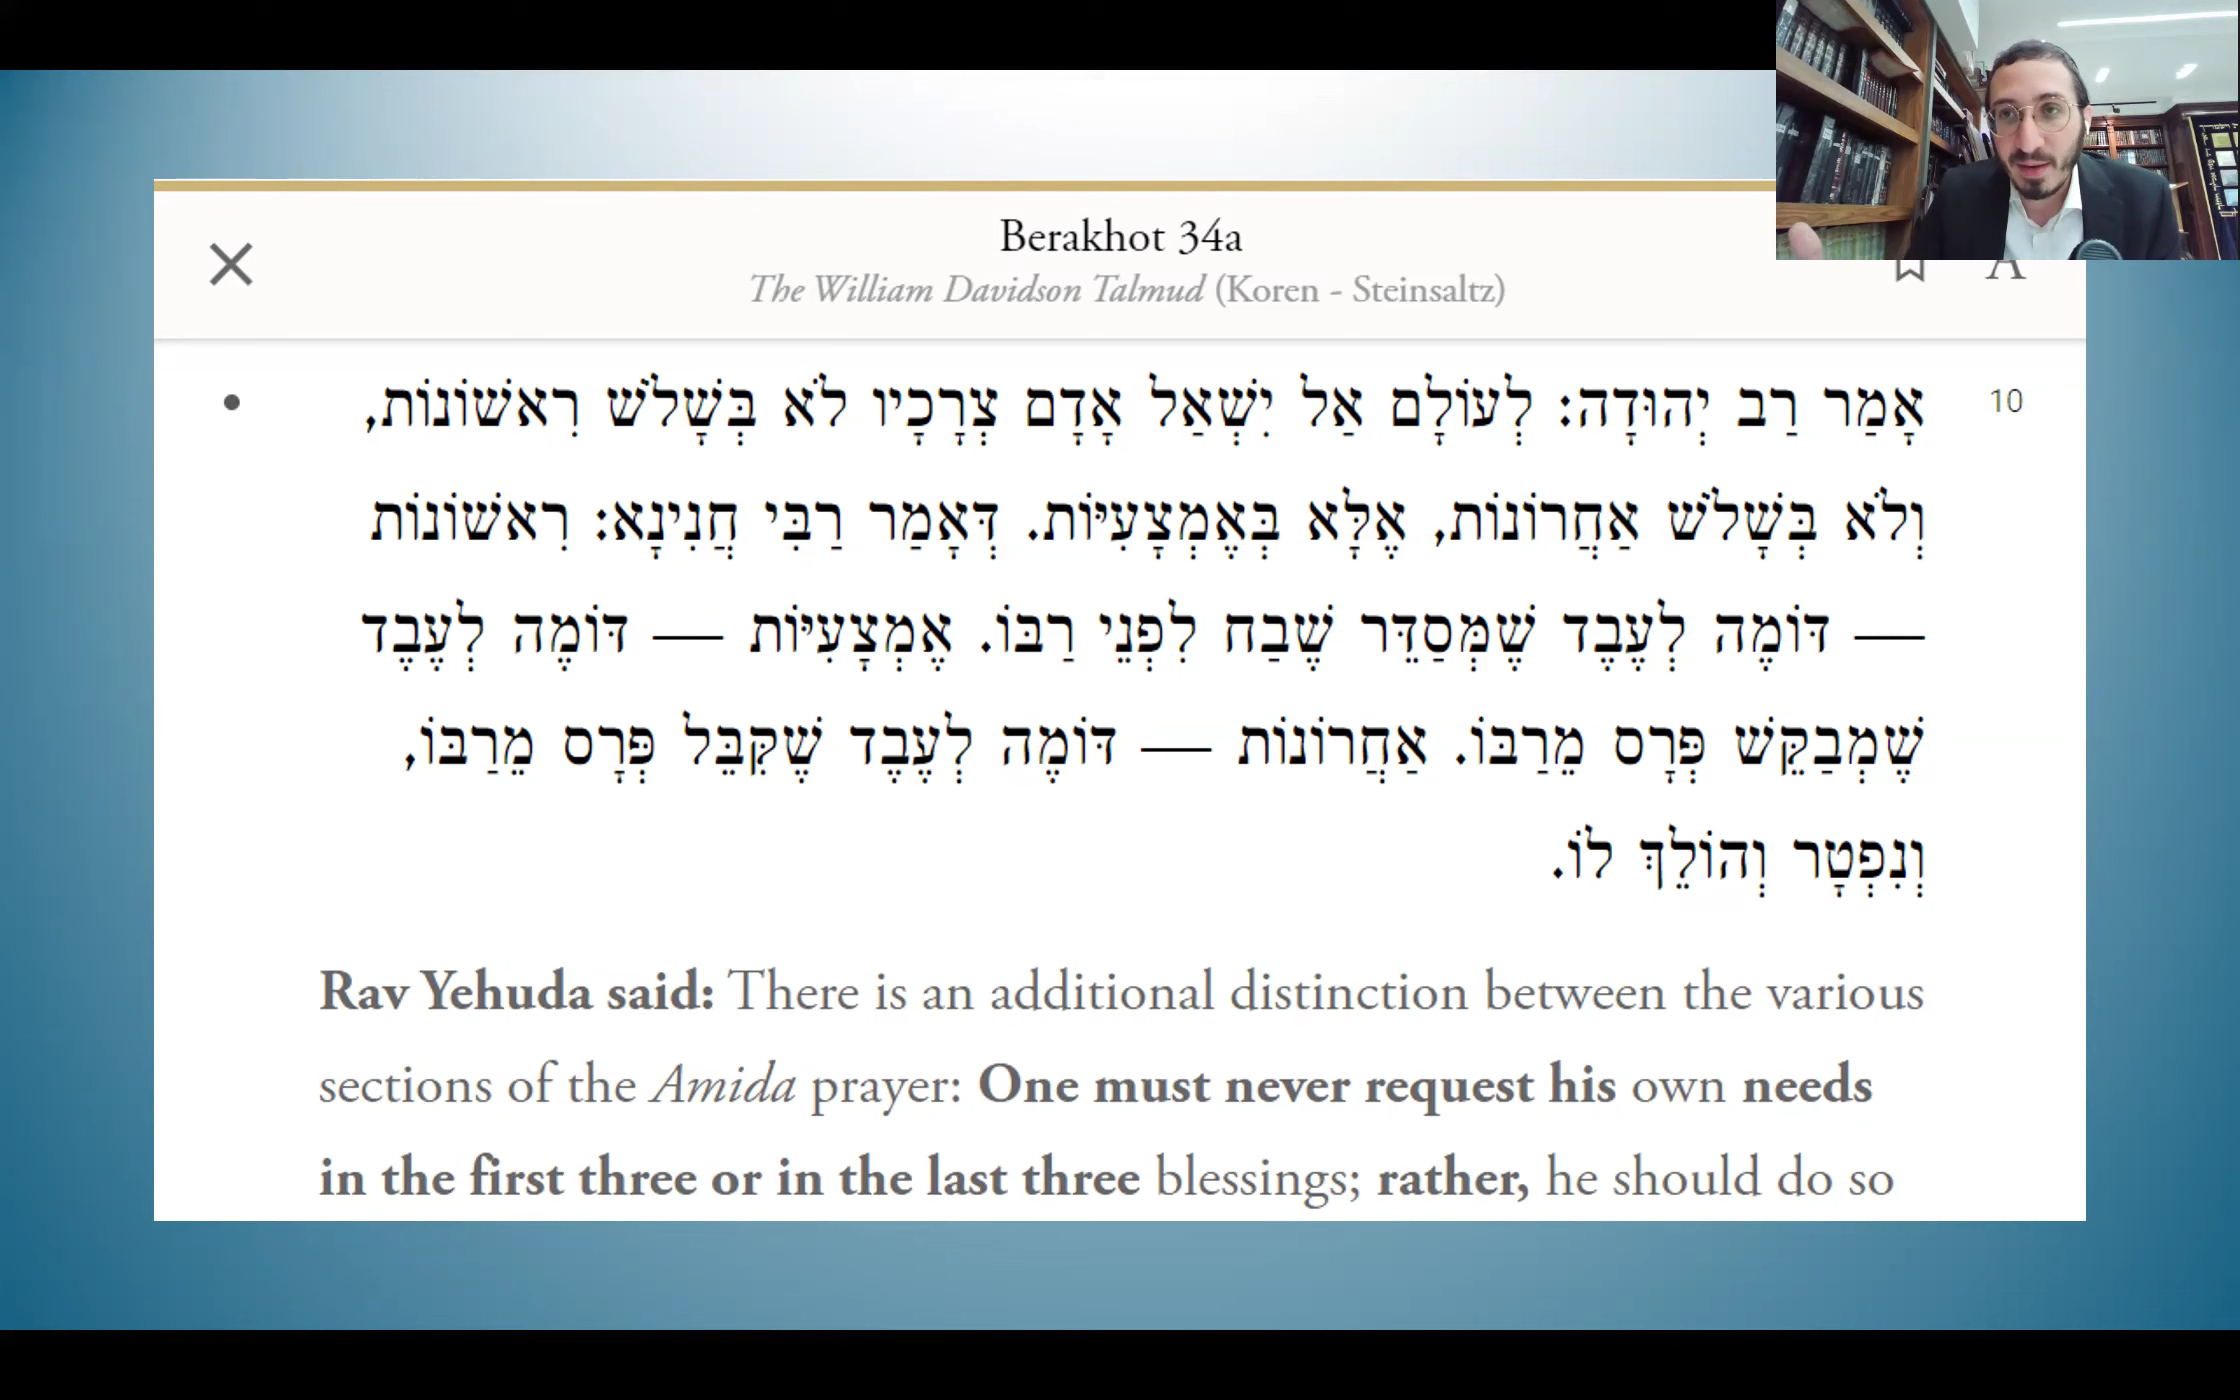 Berakhot 34a
The William Davidson Talmud (Koren - Steinsaltz)
A
10
אָמַר רַב יְהוּדָה: לְעוֹלָם אַל יִשְׁאַל אָדָם צְרָכָיו לֹא בְּשָׁלֹשׁ רִאשׁוֹנוֹת,
וְלֹא בְּשָׁלֹשׁ אַחֲרוֹנוֹת, אֶלָּא בְּאֶמְצָעִיּוֹת. דְּאָמַר רַבִּי חֲנִינָא: רִאשׁוֹנוֹת
— דּוֹמֶה לְעֶבֶד שֶׁמְּסַדֵּר שֶׁבַח לִפְנֵי רַבּוֹ. אֶמְצָעִיּוֹת — דּוֹמֶה לְעֶבֶד
שֶׁמְבַקֵּשׁ פְּרָס מֵרַבּוֹ. אַחֲרוֹנוֹת — דּוֹמֶה לְעֶבֶד שֶׁקִּבֵּל פְּרָס מֵרַבּוֹ,
וְנִפְטָר וְהוֹלֵךְ לוֹ.
Rav Yehuda said: There is an additional distinction between the various
sections of the Amida prayer: One must never request his own needs
in the first three or in the last three blessings; rather, he should do so